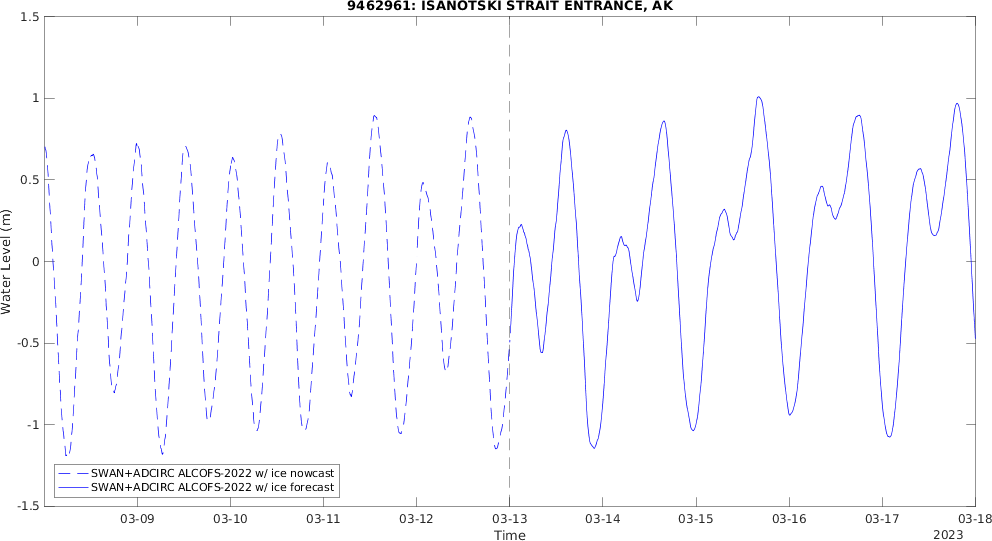 9462961: ISANOTSKI STRAIT ENTRANCE, AK
1.5
1
0.5
0
-0.5
-1
-1.5
Water Level (m)
SWAN+ADCIRC ALCOFS-2022 w/ ice nowcast
SWAN+ADCIRC ALCOFS-2022 w/ ice forecast
03-09 03-10 03-11 03-12 03-13 03-14 03-15 03-16 03-17 03-18
Time
2023